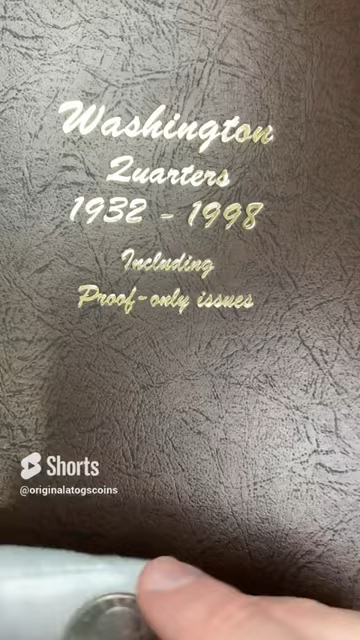 Washington
Quarters
1932 - 1998
Including
Proof-only issues
Shorts
@originalatogscoins